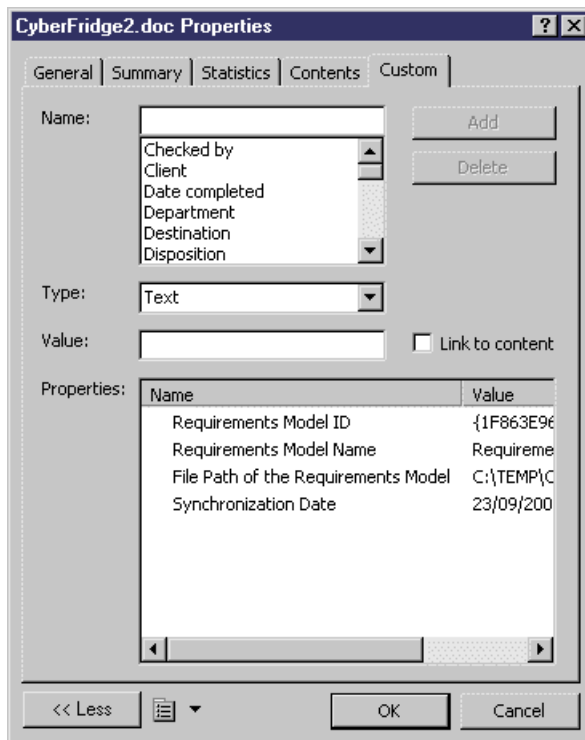 CyberFridge2.doc Properties
General Summary Statistics Contents Custom
Name:
Add
Checked by
Client
Date completed
Department
Destination
Disposition
Delete
Type:
Text
Value:
Link to content
Properties:
Name Value
Requirements Model ID {1F863E96
Requirements Model Name Requireme
File Path of the Requirements Model C:\TEMP\C
Synchronization Date 23/09/200
<< Less
OK
Cancel